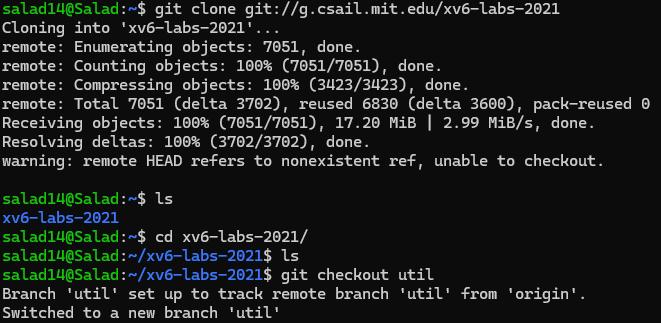 salad14@Salad:~$ git clone git://g.csail.mit.edu/xv6-labs-2021
Cloning into 'xv6-labs-2021'...
remote: Enumerating objects: 7051, done.
remote: Counting objects: 100% (7051/7051), done.
remote: Compressing objects: 100% (3423/3423), done.
remote: Total 7051 (delta 3702), reused 6830 (delta 3600), pack-reused 0
Receiving objects: 100% (7051/7051), 17.20 MiB | 2.99 MiB/s, done.
Resolving deltas: 100% (3702/3702), done.
warning: remote HEAD refers to nonexistent ref, unable to checkout.
salad14@Salad:~$ ls
xv6-labs-2021
salad14@Salad:~$ cd xv6-labs-2021/
salad14@Salad:~/xv6-labs-2021$ ls
salad14@Salad:~/xv6-labs-2021$ git checkout util
Branch 'util' set up to track remote branch 'util' from 'origin'.
Switched to a new branch 'util'